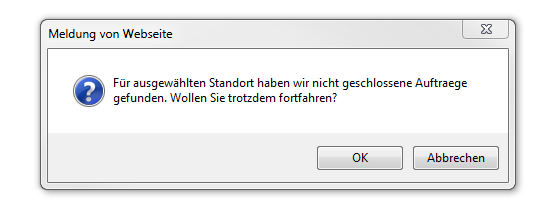 Meldung von Webseite
Für ausgewählten Standort haben wir nicht geschlossene Auftraege
gefunden. Wollen Sie trotzdem fortfahren?
OK
Abbrechen